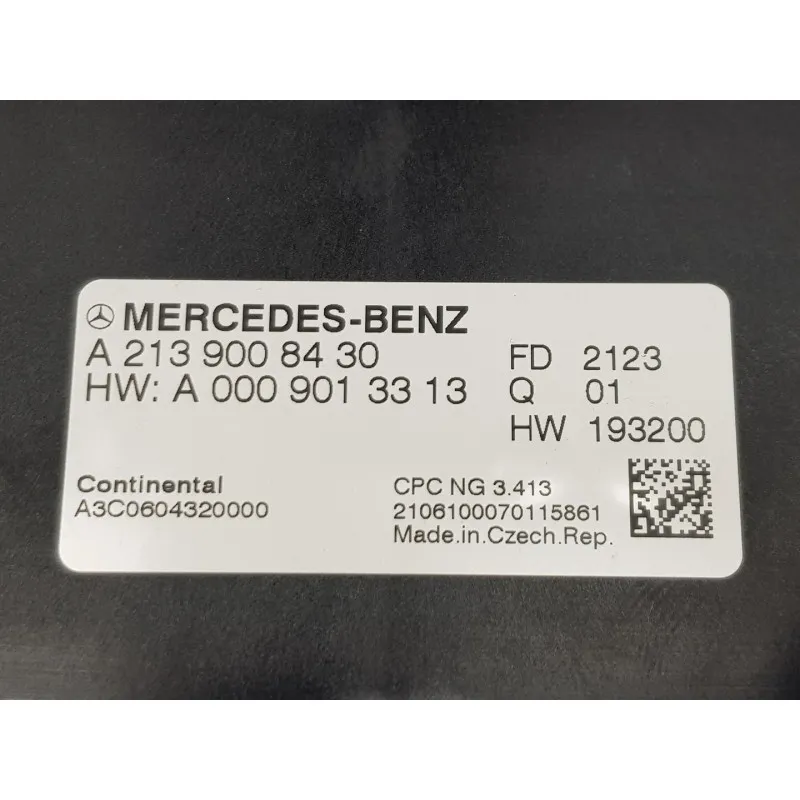 MERCEDES-BENZ
A 213 900 84 30
HW: A 000 901 33 13
FD 2123
Q 01
HW 193200
Continental
A3C0604320000
CPC NG 3.413
2106100070115861
Made.in.Czech.Rep.